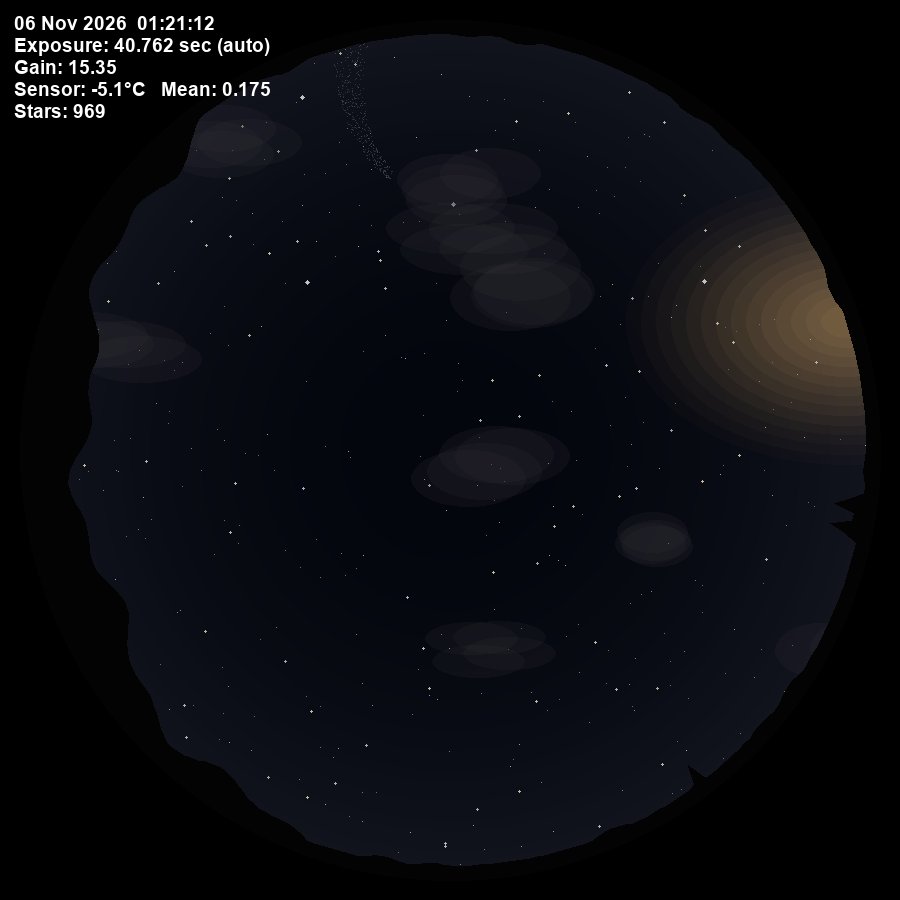 06 Nov 2026  01:21:12
Exposure: 40.762 sec (auto)
Gain: 15.35
Sensor: -5.1°C   Mean: 0.175
Stars: 969